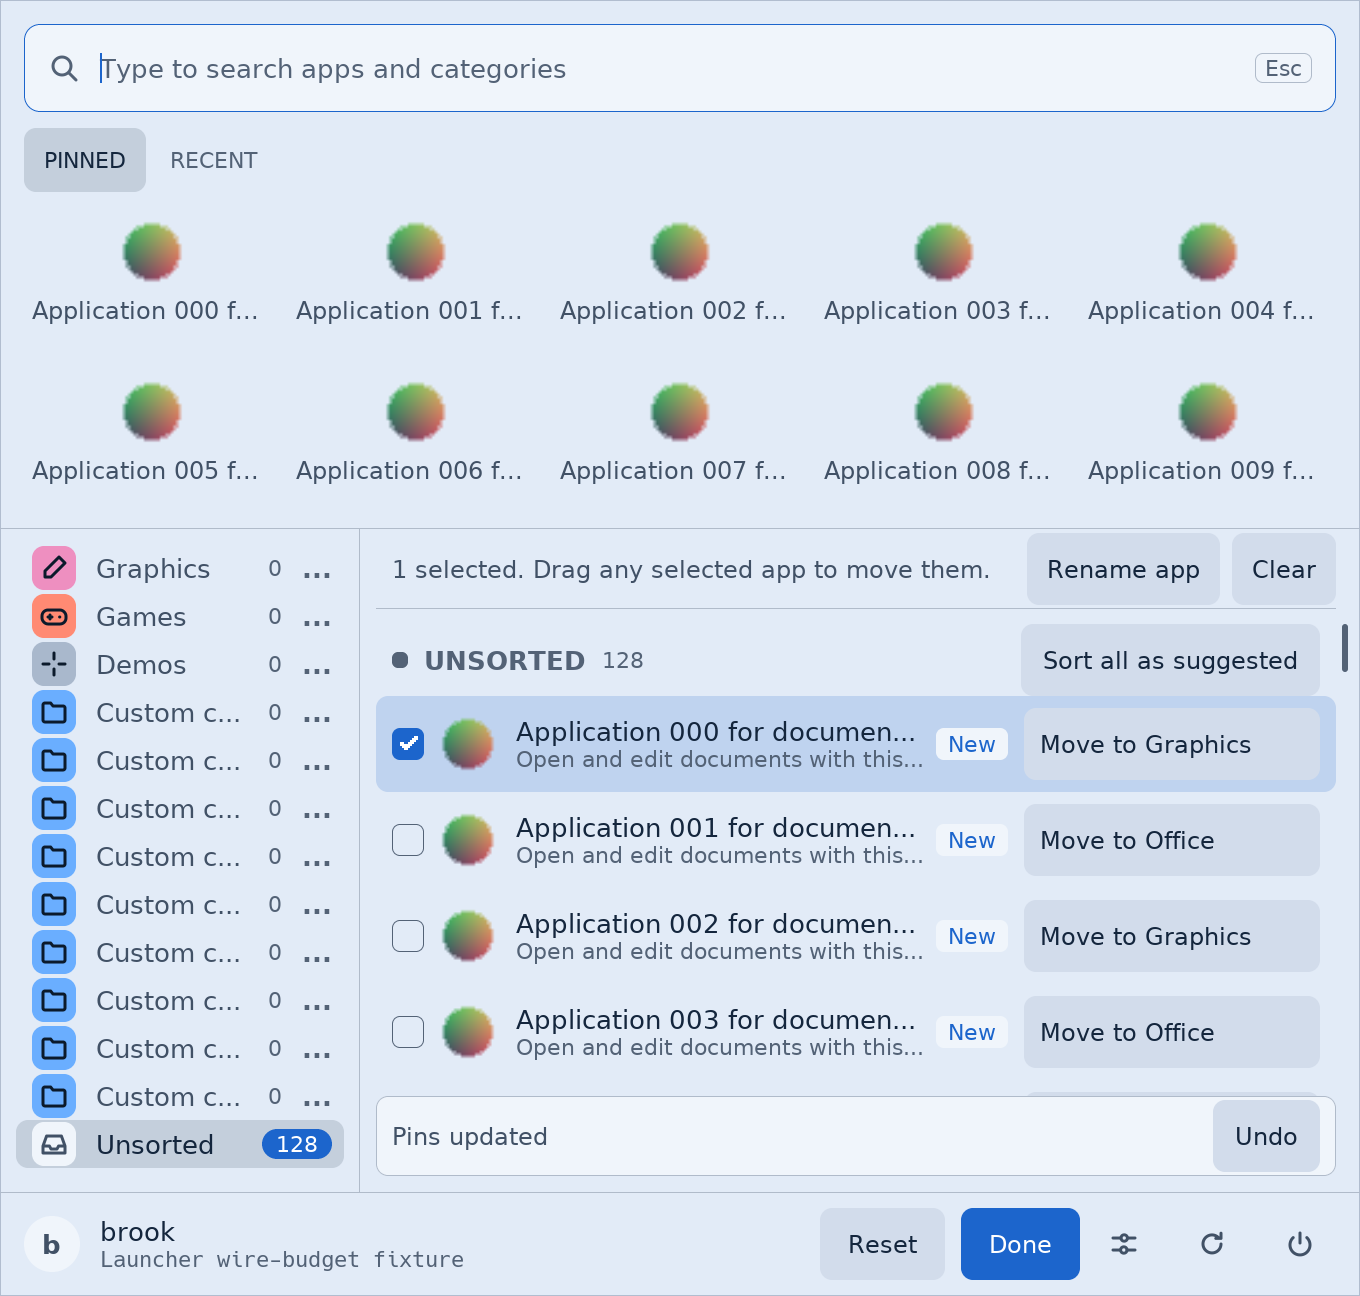 Type to search apps and categories
Esc
PINNED
RECENT
Application 000 f...
Application 001 f...
Application 002 f...
Application 003 f...
Application 004 f...
Application 005 f...
Application 006 f...
Application 007 f...
Application 008 f...
Application 009 f...
Graphics 0 ...
Games 0 ...
Demos 0 ...
Custom c... 0 ...
Custom c... 0 ...
Custom c... 0 ...
Custom c... 0 ...
Custom c... 0 ...
Custom c... 0 ...
Custom c... 0 ...
Custom c... 0 ...
Custom c... 0 ...
Unsorted 128
1 selected. Drag any selected app to move them.
Rename app
Clear
UNSORTED 128
Sort all as suggested
Application 000 for documen...
Open and edit documents with this...
New
Move to Graphics
Application 001 for documen...
Open and edit documents with this...
New
Move to Office
Application 002 for documen...
Open and edit documents with this...
New
Move to Graphics
Application 003 for documen...
Open and edit documents with this...
New
Move to Office
Pins updated
Undo
b
brook
Launcher wire-budget fixture
Reset
Done